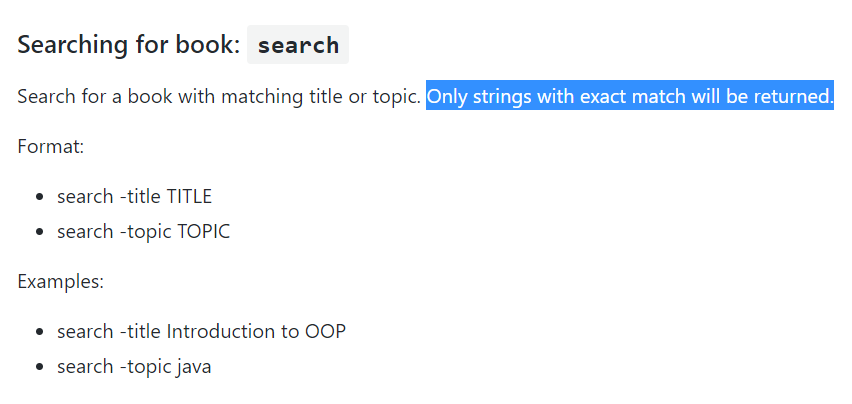 Searching for book: search
Search for a book with matching title or topic. Only strings with exact match will be returned.
Format:
• search -title TITLE
• search -topic TOPIC
Examples:
• search -title Introduction to OOP
• search -topic java